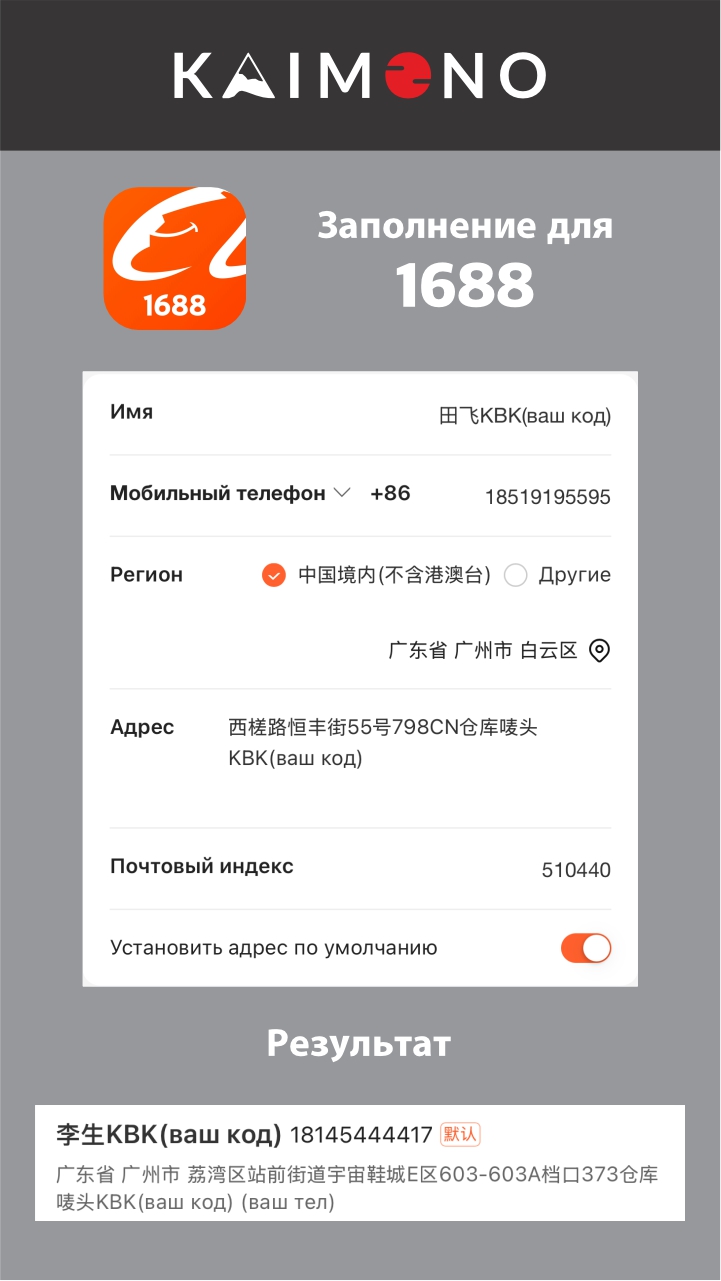 KAIMONO
1688
Заполнение для
1688
Имя 田飞KBK(ваш код)
Мобильный телефон +86 18519195595
Регион 中国境内(不含港澳台) Другие
广东省 广州市 白云区
Адрес 西槎路恒丰街55号798CN仓库唛头
KBK(ваш код)
Почтовый индекс 510440
Установить адрес по умолчанию
Результат
李生KBK(ваш код) 18145444417 默认
广东省 广州市 荔湾区站前街道宇宙鞋城E区603-603A档口373仓库
唛头KBK(ваш код) (ваш тел)